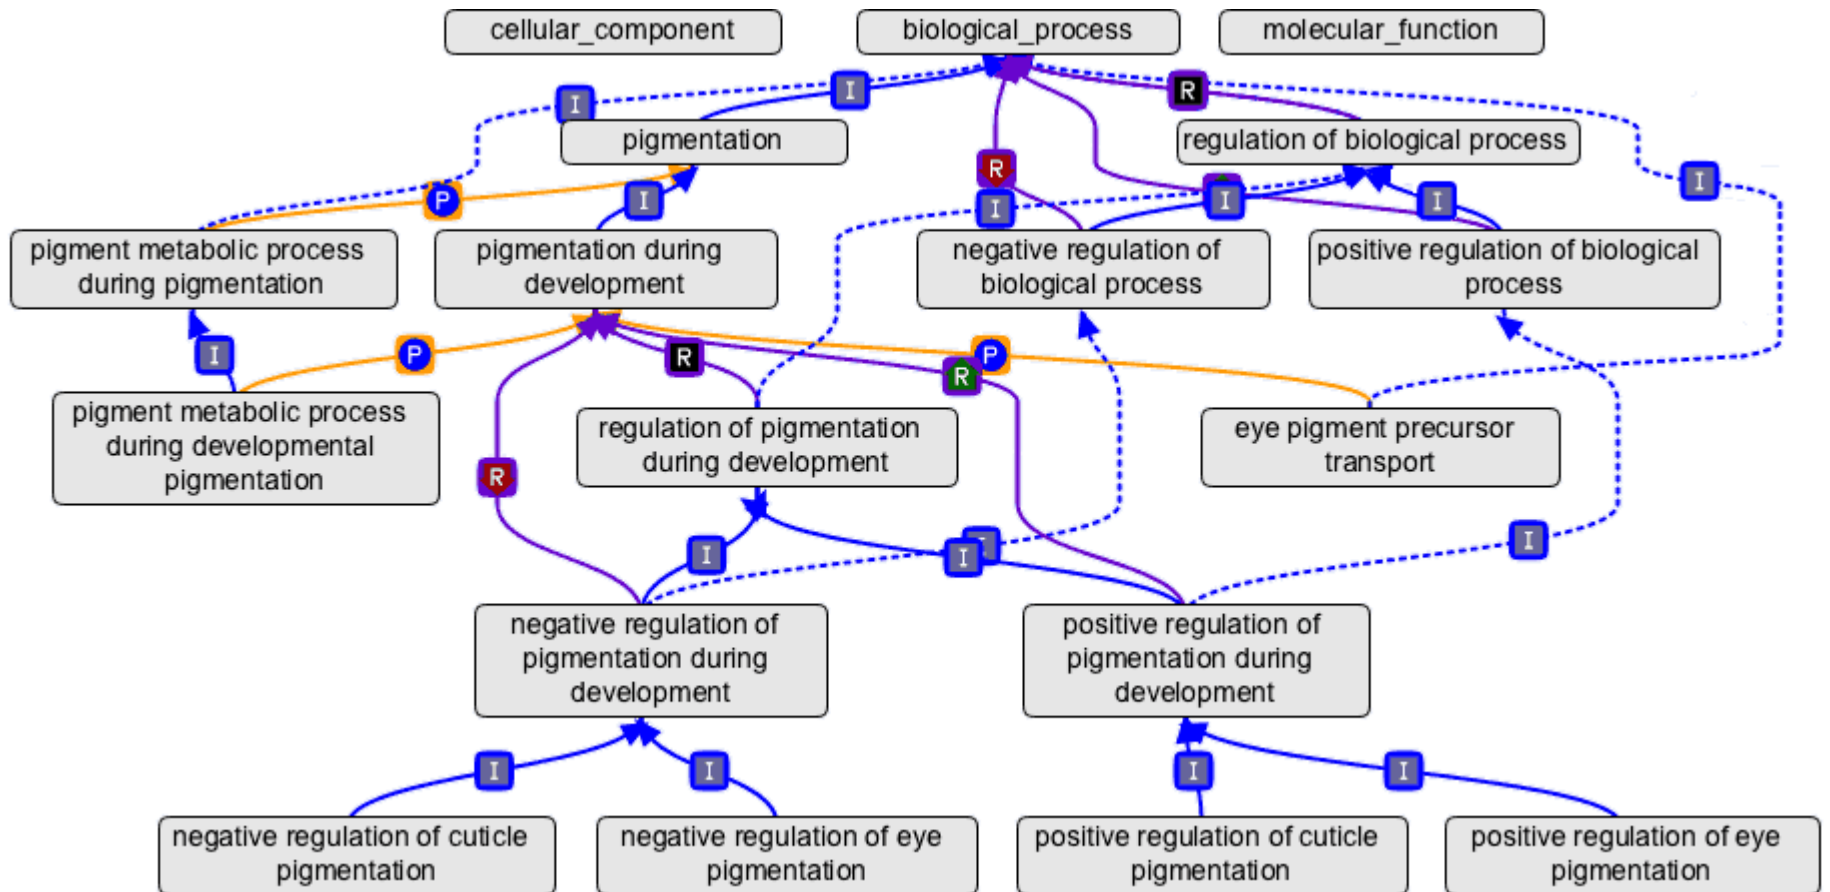 cellular_component
biological_process
molecular_function
I
I
R
pigmentation
regulation of biological process
R
I
P
I
I
I
I
pigment metabolic process
during pigmentation
pigmentation during
development
negative regulation of
biological process
positive regulation of biological
process
I
P
R
P
R
pigment metabolic process
during developmental
pigmentation
regulation of pigmentation
during development
eye pigment precursor
transport
R
I
I
I
negative regulation of
pigmentation during
development
positive regulation of
pigmentation during
development
I
I
I
I
negative regulation of cuticle
pigmentation
negative regulation of eye
pigmentation
positive regulation of cuticle
pigmentation
positive regulation of eye
pigmentation